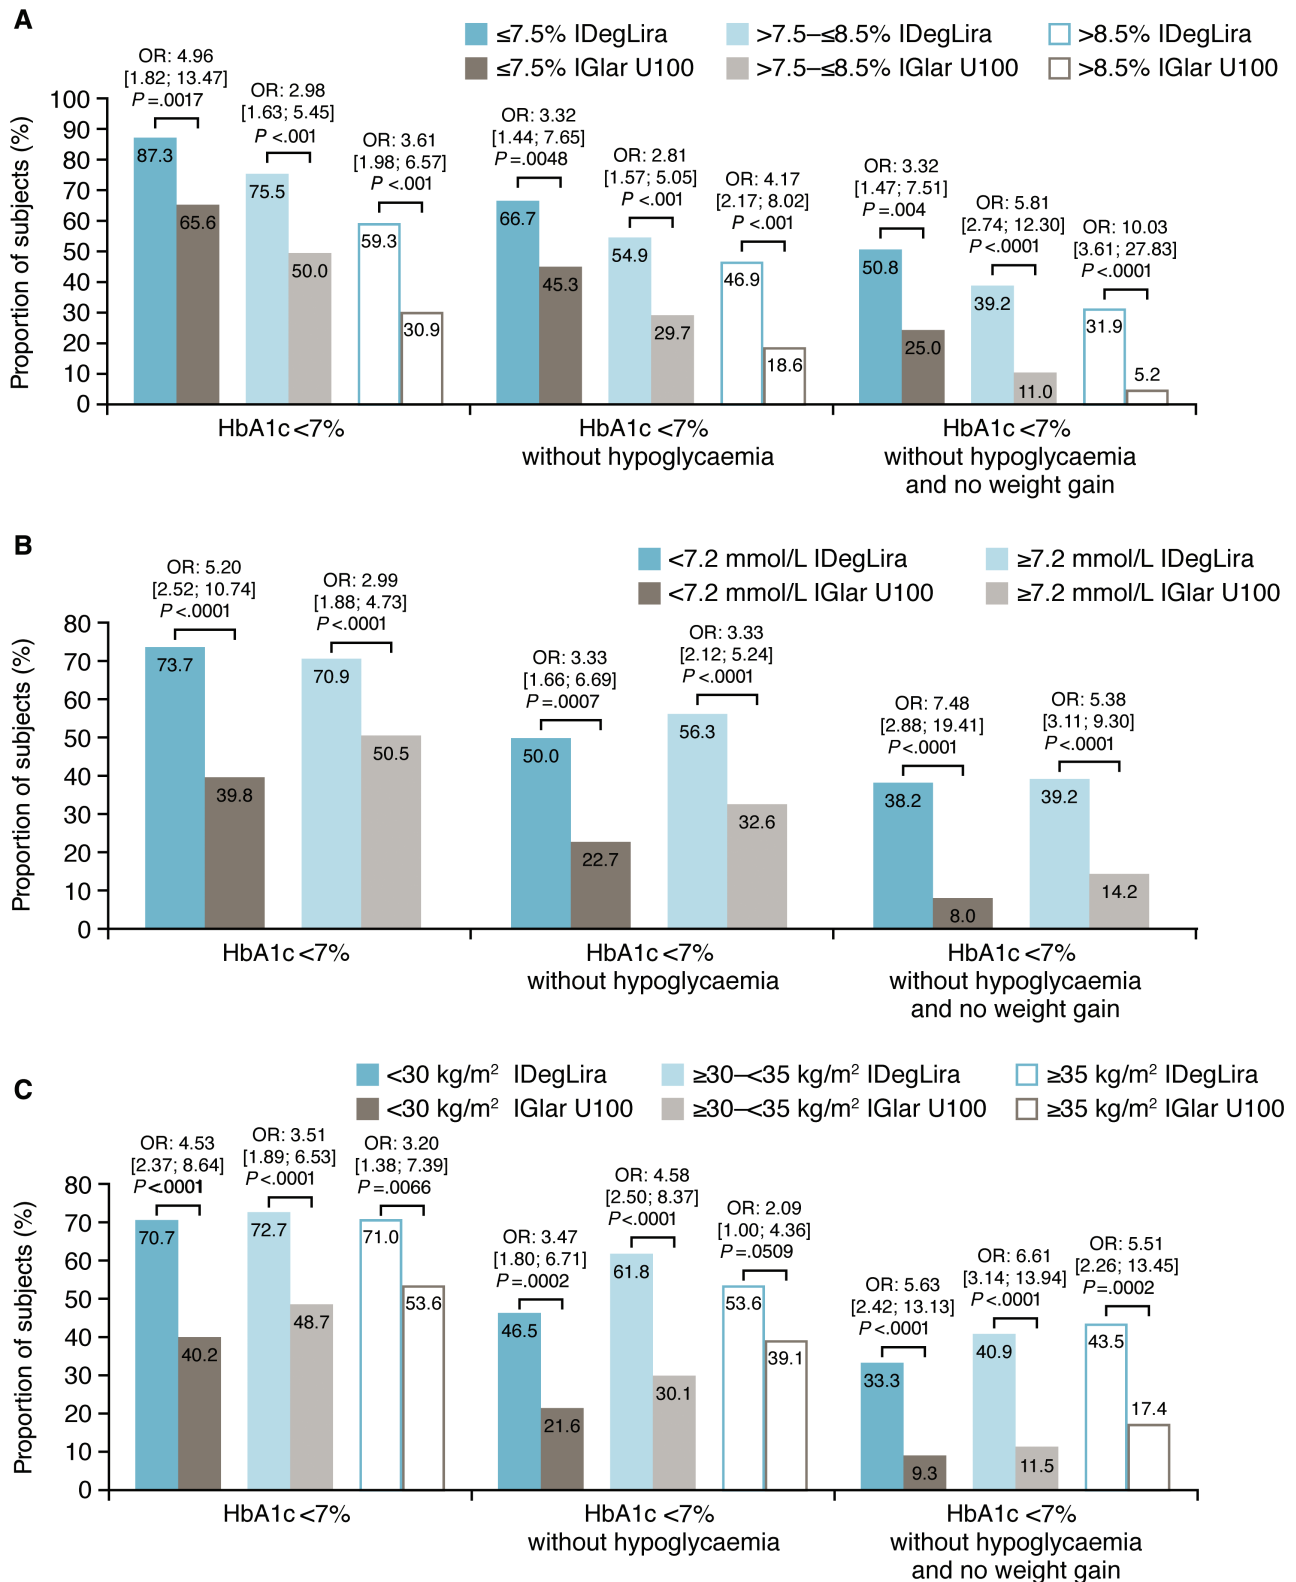 A
≤7.5% IDegLira
>7.5–≤8.5% IDegLira
>8.5% IDegLira
≤7.5% IGlar U100
>7.5–≤8.5% IGlar U100
>8.5% IGlar U100
Proportion of subjects (%)
100
90
80
70
60
50
40
30
20
10
0
OR: 4.96
[1.82; 13.47]
P=.0017
87.3
65.6
OR: 2.98
[1.63; 5.45]
P <.001
75.5
50.0
OR: 3.61
[1.98; 6.57]
P <.001
59.3
30.9
HbA1c <7%
OR: 3.32
[1.44; 7.65]
P=.0048
66.7
45.3
OR: 2.81
[1.57; 5.05]
P <.001
54.9
29.7
OR: 4.17
[2.17; 8.02]
P <.001
46.9
18.6
HbA1c <7%
without hypoglycaemia
OR: 3.32
[1.47; 7.51]
P=.004
50.8
25.0
OR: 5.81
[2.74; 12.30]
P<.0001
39.2
11.0
OR: 10.03
[3.61; 27.83]
P<.0001
31.9
5.2
HbA1c <7%
without hypoglycaemia
and no weight gain
B
<7.2 mmol/L IDegLira
≥7.2 mmol/L IDegLira
<7.2 mmol/L IGlar U100
≥7.2 mmol/L IGlar U100
Proportion of subjects (%)
80
70
60
50
40
30
20
10
0
OR: 5.20
[2.52; 10.74]
P<.0001
73.7
39.8
OR: 2.99
[1.88; 4.73]
P<.0001
70.9
50.5
HbA1c <7%
OR: 3.33
[1.66; 6.69]
P=.0007
50.0
22.7
OR: 3.33
[2.12; 5.24]
P<.0001
56.3
32.6
HbA1c <7%
without hypoglycaemia
OR: 7.48
[2.88; 19.41]
P<.0001
38.2
8.0
OR: 5.38
[3.11; 9.30]
P<.0001
39.2
14.2
HbA1c <7%
without hypoglycaemia
and no weight gain
C
<30 kg/m² IDegLira
≥30–<35 kg/m² IDegLira
≥35 kg/m² IDegLira
<30 kg/m² IGlar U100
≥30–<35 kg/m² IGlar U100
≥35 kg/m² IGlar U100
Proportion of subjects (%)
80
70
60
50
40
30
20
10
0
OR: 4.53
[2.37; 8.64]
P<.0001
70.7
40.2
OR: 3.51
[1.89; 6.53]
P<.0001
72.7
48.7
OR: 3.20
[1.38; 7.39]
P=.0066
71.0
53.6
HbA1c <7%
OR: 3.47
[1.80; 6.71]
P=.0002
46.5
21.6
OR: 4.58
[2.50; 8.37]
P<.0001
61.8
30.1
OR: 2.09
[1.00; 4.36]
P=.0509
53.6
39.1
HbA1c <7%
without hypoglycaemia
OR: 5.63
[2.42; 13.13]
P<.0001
33.3
9.3
OR: 6.61
[3.14; 13.94]
P<.0001
40.9
11.5
OR: 5.51
[2.26; 13.45]
P=.0002
43.5
17.4
HbA1c <7%
without hypoglycaemia
and no weight gain